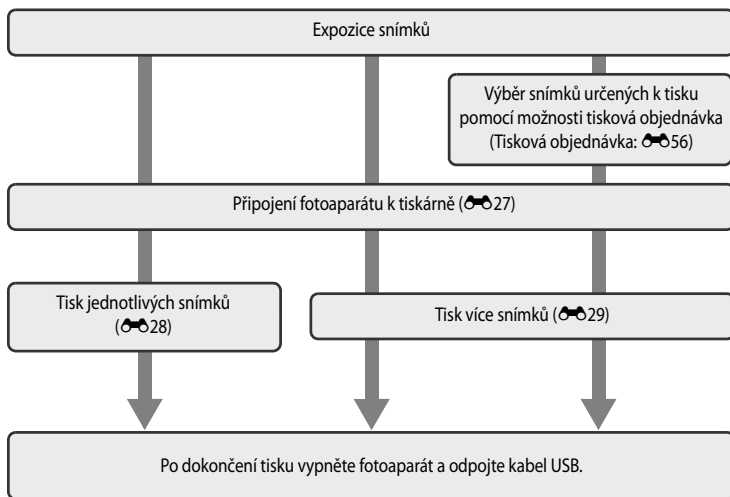 Expozice snímků
Výběr snímků určených k tisku
pomocí možnosti tisková objednávka
(Tisková objednávka: 56)
Připojení fotoaparátu k tiskárně (27)
Tisk jednotlivých snímků
(28)
Tisk více snímků (29)
Po dokončení tisku vypněte fotoaparát a odpojte kabel USB.